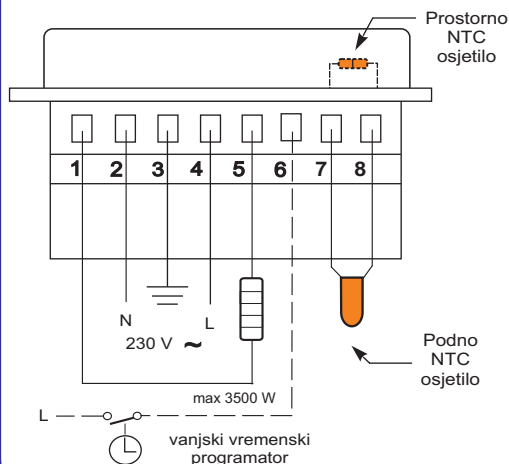 Prostorno
NTC
osjetilo
1 2 3 4 5 6 7 8
N
L
230 V ~
max 3500 W
Podno
NTC
osjetilo
L
vanjski vremenski
programator